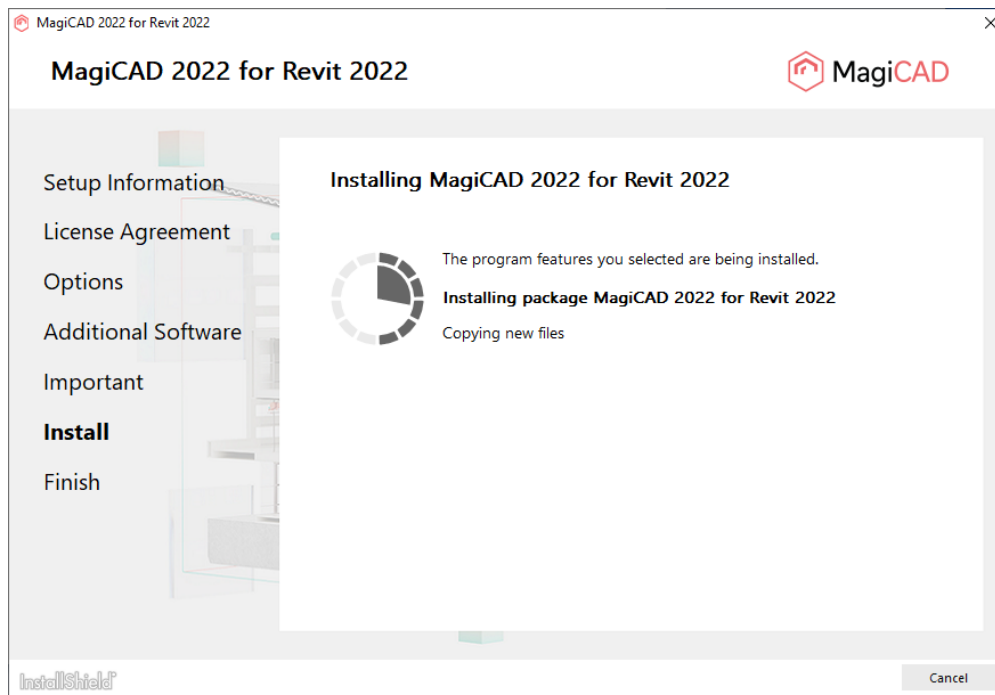 MagiCAD 2022 for Revit 2022
MagiCAD 2022 for Revit 2022
MagiCAD
Setup Information
License Agreement
Options
Additional Software
Important
Install
Finish
Installing MagiCAD 2022 for Revit 2022
The program features you selected are being installed.
Installing package MagiCAD 2022 for Revit 2022
Copying new files
InstallShield
Cancel